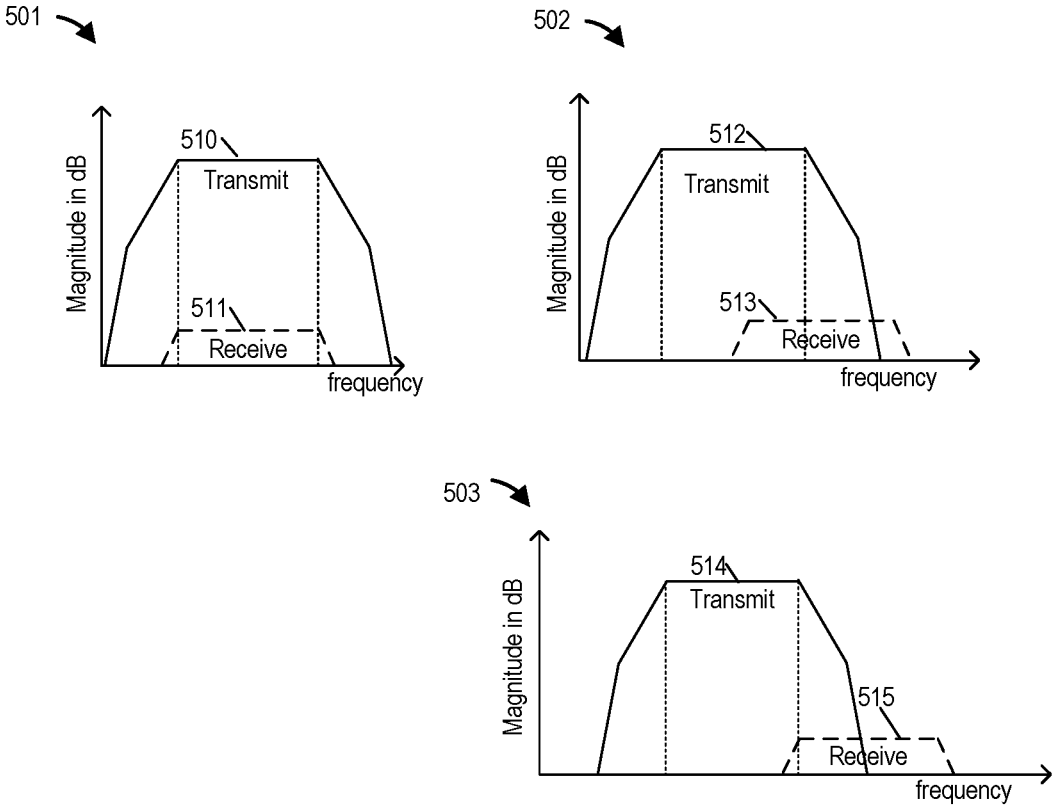 501
510
Transmit
Magnitude in dB
511
Receive
frequency
502
512
Transmit
Magnitude in dB
513
Receive
frequency
503
514
Transmit
Magnitude in dB
515
Receive
frequency